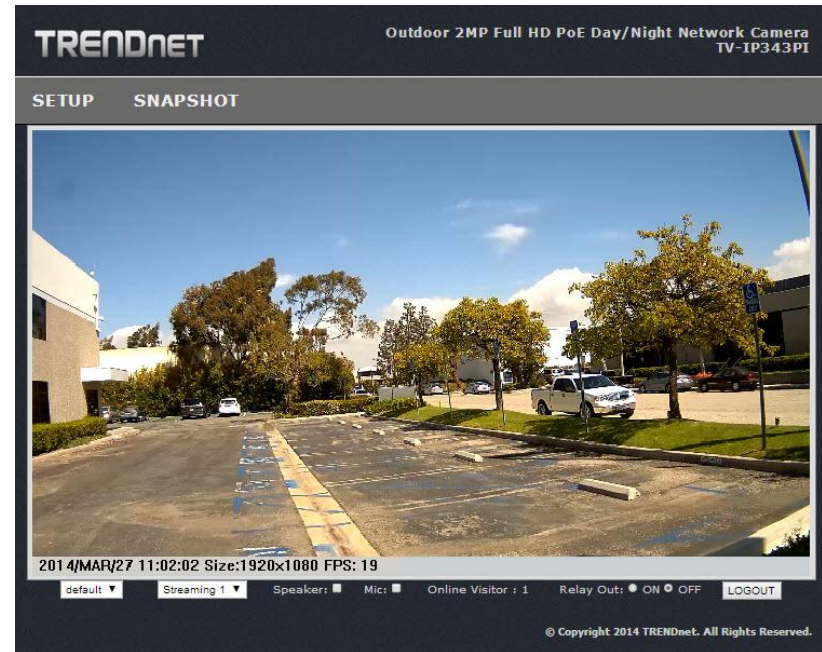 TRENDnet
Outdoor 2MP Full HD PoE Day/Night Network Camera
TV-IP343PI
SETUP SNAPSHOT
2014/MAR/27 11:02:02 Size:1920x1080 FPS: 19
default ▼ Streaming 1 ▼ Speaker: Mic: Online Visitor : 1 Relay Out: ON OFF LOGOUT
© Copyright 2014 TRENDnet. All Rights Reserved.